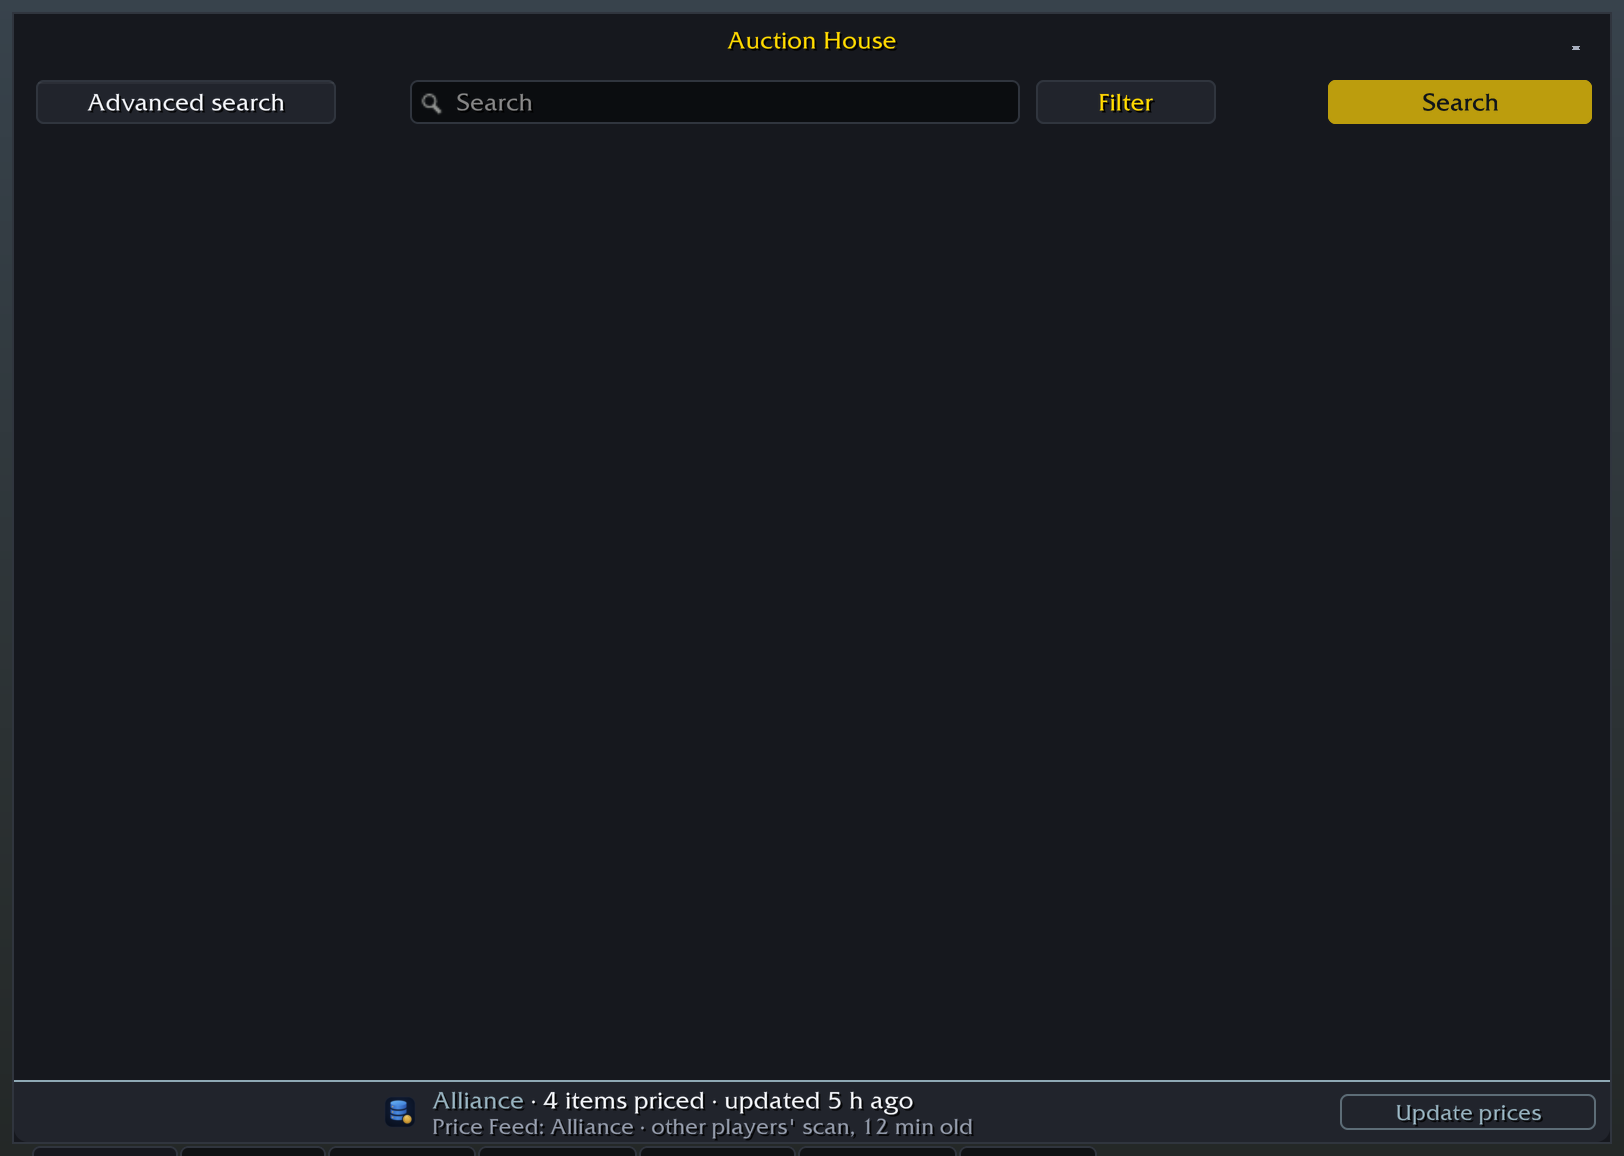 Auction House
Advanced search
Search
Filter
Search
Alliance · 4 items priced · updated 5 h ago
Price Feed: Alliance · other players' scan, 12 min old
Update prices